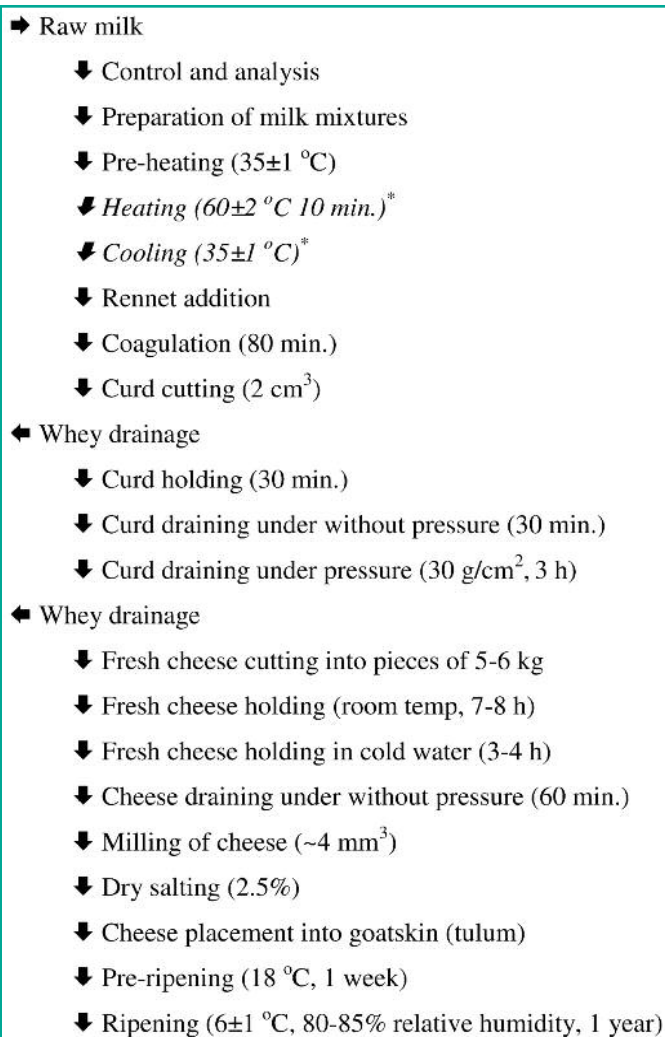 ➡ Raw milk
⬇ Control and analysis
⬇ Preparation of milk mixtures
⬇ Pre-heating (35±1 °C)
⬇ Heating (60±2 °C 10 min.)*
⬇ Cooling (35±1 °C)*
⬇ Rennet addition
⬇ Coagulation (80 min.)
⬇ Curd cutting (2 cm³)
⬅ Whey drainage
⬇ Curd holding (30 min.)
⬇ Curd draining under without pressure (30 min.)
⬇ Curd draining under pressure (30 g/cm², 3 h)
⬅ Whey drainage
⬇ Fresh cheese cutting into pieces of 5-6 kg
⬇ Fresh cheese holding (room temp, 7-8 h)
⬇ Fresh cheese holding in cold water (3-4 h)
⬇ Cheese draining under without pressure (60 min.)
⬇ Milling of cheese (~4 mm³)
⬇ Dry salting (2.5%)
⬇ Cheese placement into goatskin (tulum)
⬇ Pre-ripening (18 °C, 1 week)
⬇ Ripening (6±1 °C, 80-85% relative humidity, 1 year)